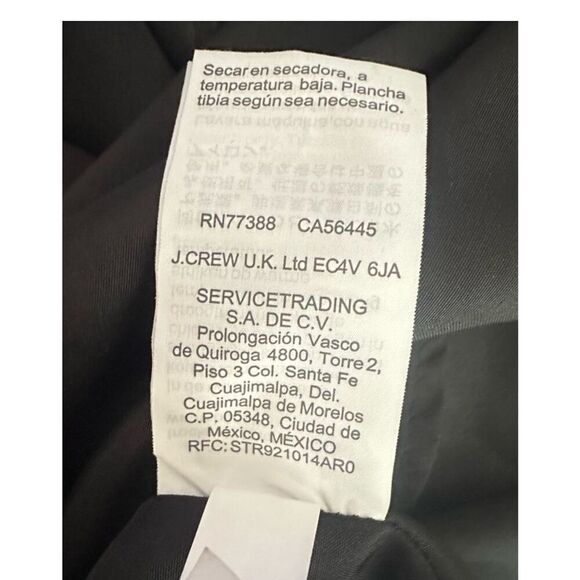 Secar en secadora, a
temperatura baja. Plancha
tibia según sea necesario.
RN77388 CA56445
J.CREW U.K. Ltd EC4V 6JA
SERVICETRADING
S.A. DE C.V.
Prolongación Vasco
de Quiroga 4800, Torre 2,
Piso 3 Col. Santa Fe
Cuajimalpa, Del.
Cuajimalpa de Morelos
C.P. 05348, Ciudad de
México, MÉXICO
RFC: STR921014AR0